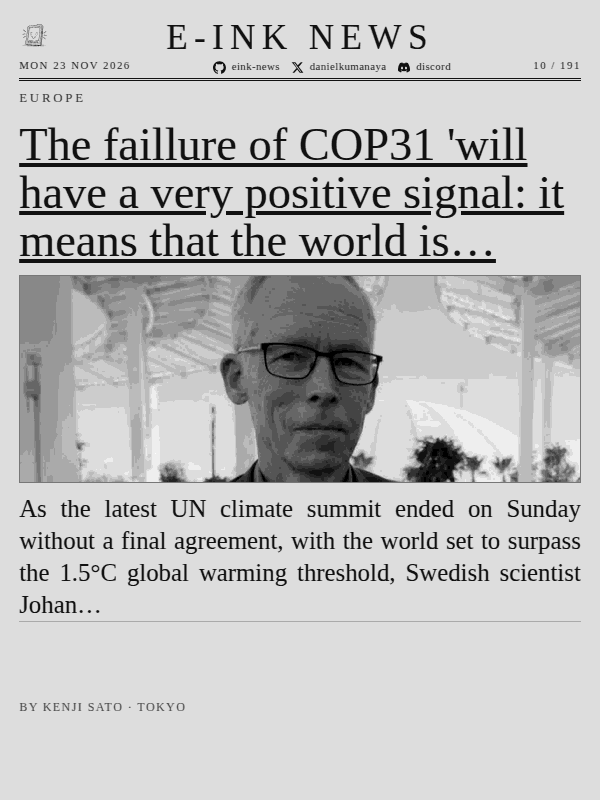 E-INK NEWS
MON 23 NOV 2026
eink-news danielkumanaya discord
10 / 191
EUROPE
The faillure of COP31 'will
have a very positive signal: it
means that the world is…
As the latest UN climate summit ended on Sunday
without a final agreement, with the world set to surpass
the 1.5°C global warming threshold, Swedish scientist
Johan…
BY KENJI SATO · TOKYO